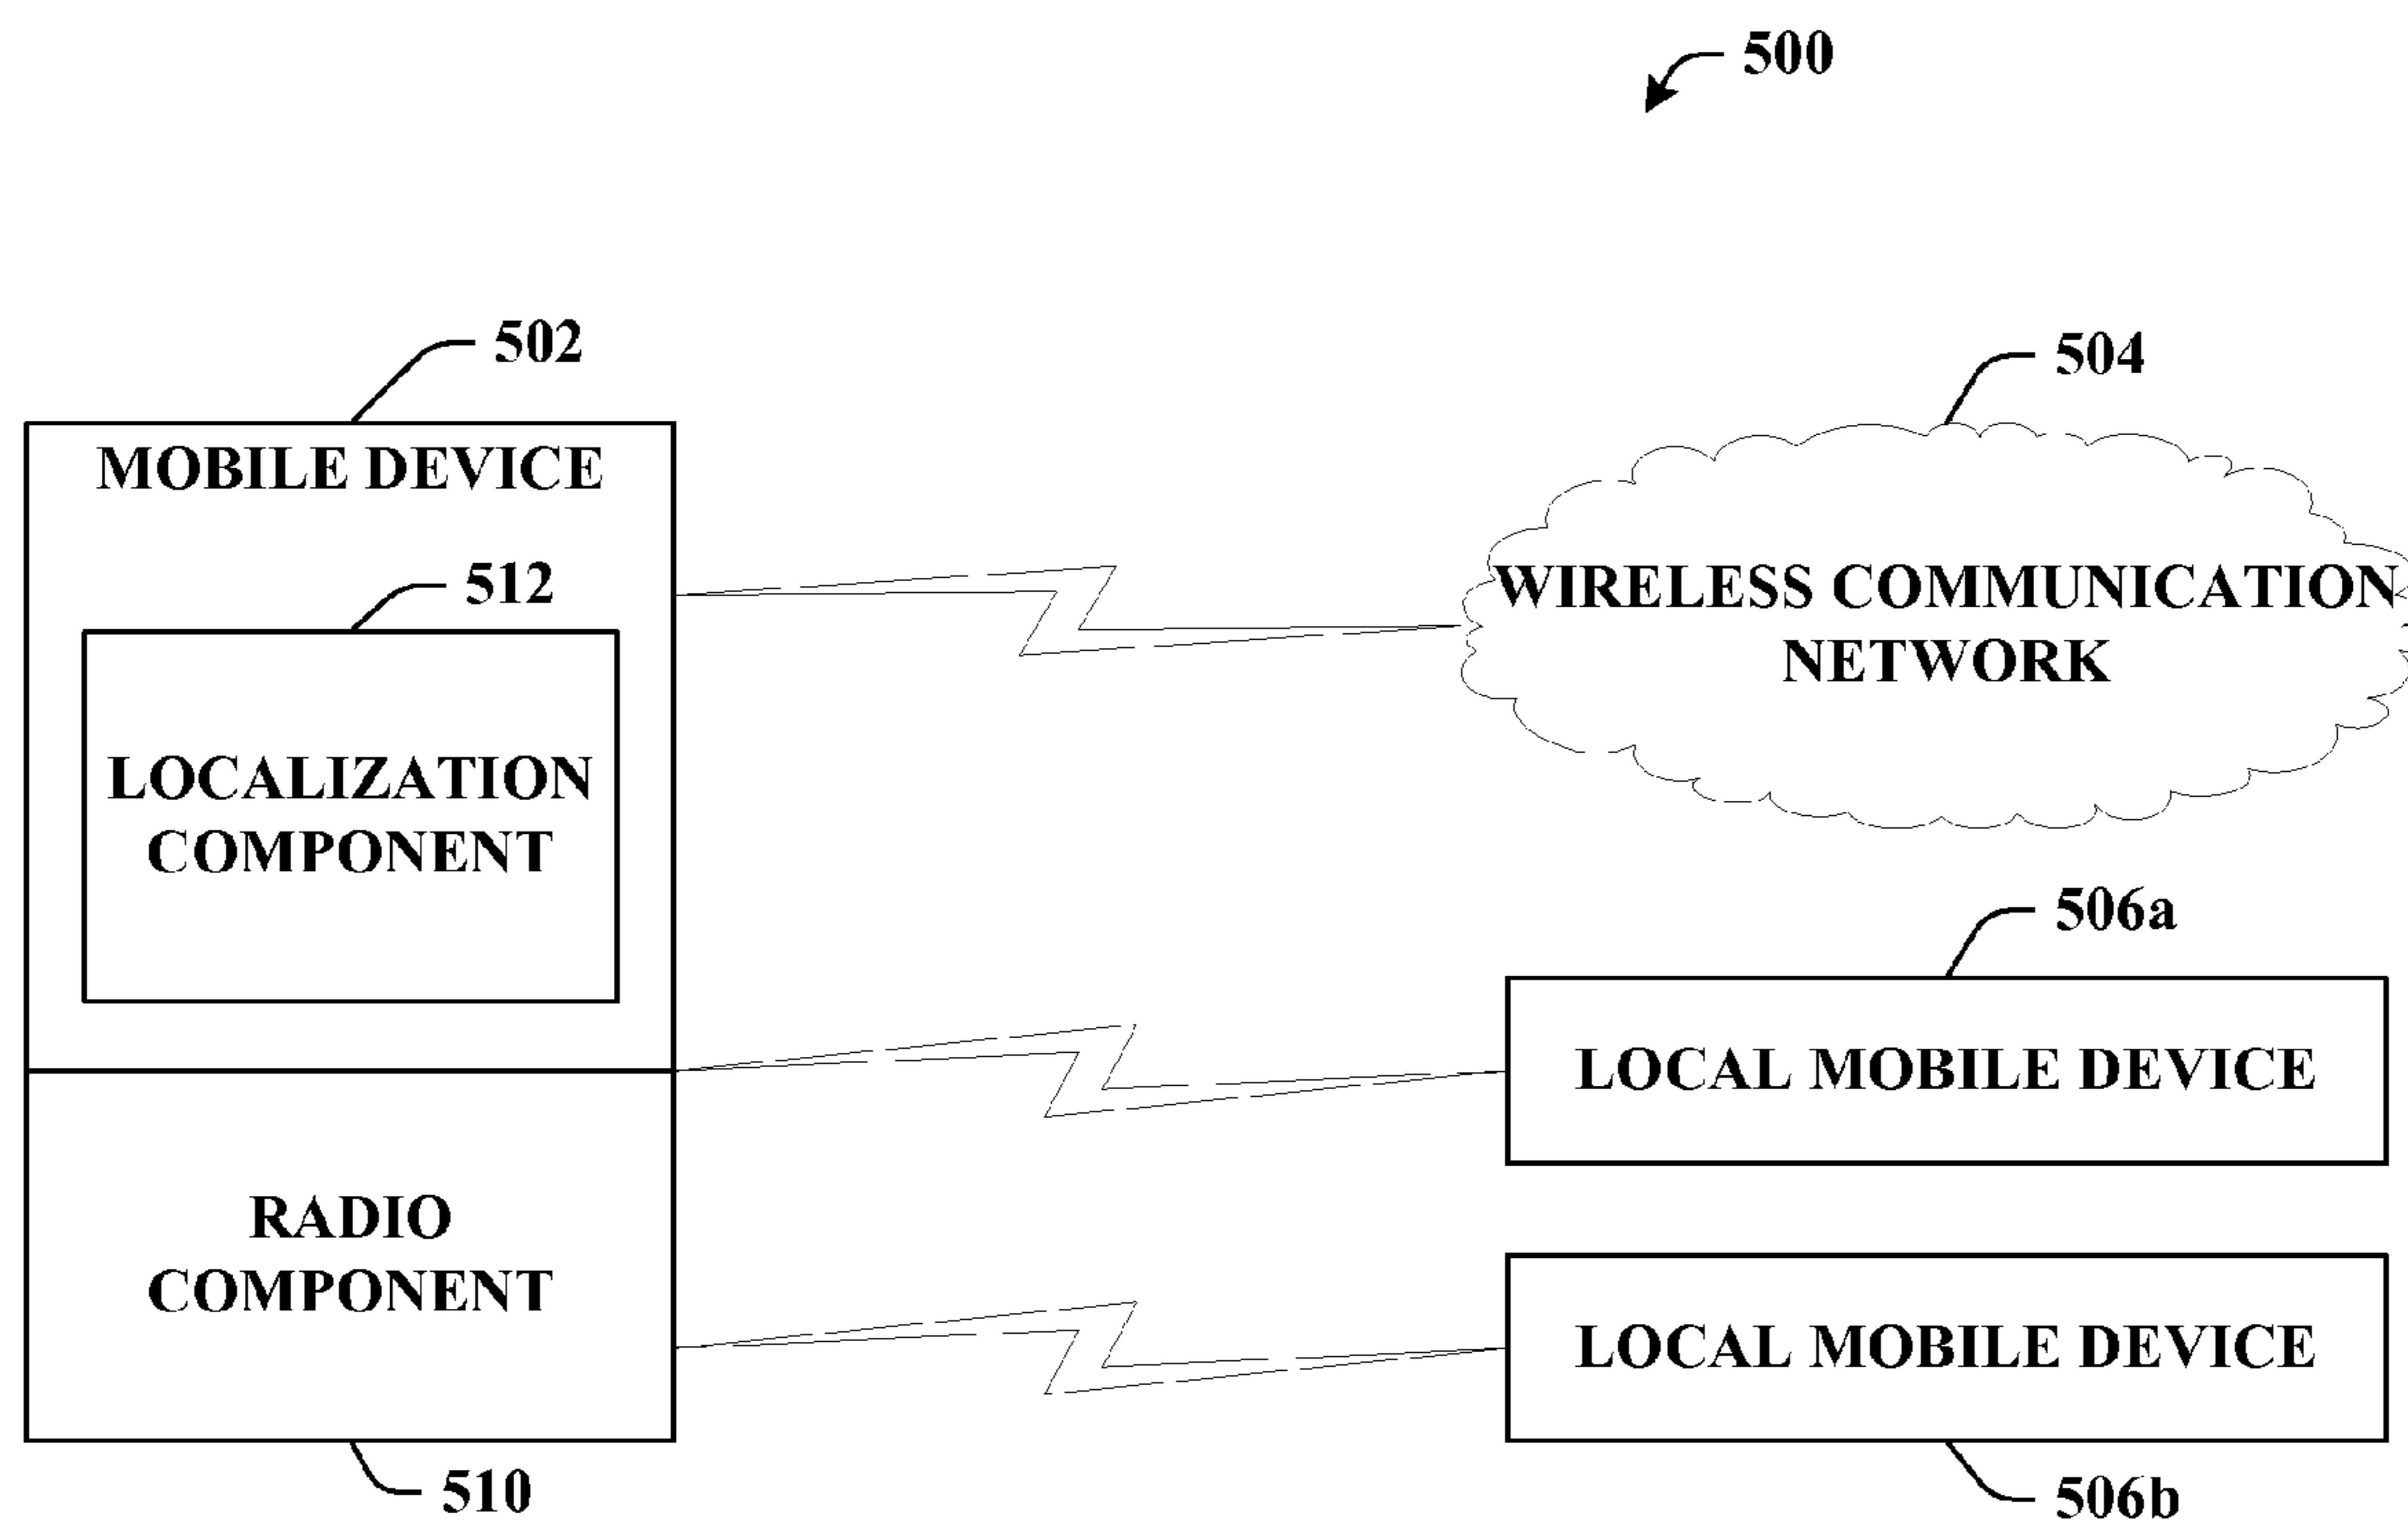 500
502
504
MOBILE DEVICE
512
WIRELESS COMMUNICATION
NETWORK
LOCALIZATION
COMPONENT
506a
LOCAL MOBILE DEVICE
RADIO
COMPONENT
LOCAL MOBILE DEVICE
510
506b